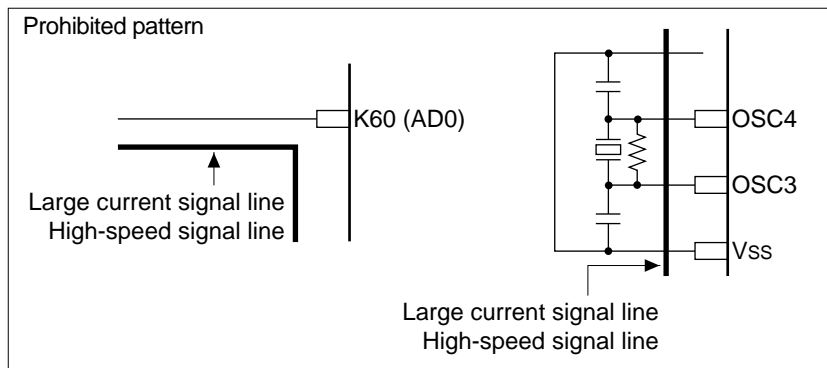 Prohibited pattern
K60 (AD0)
Large current signal line
High-speed signal line
OSC4
OSC3
VSS
Large current signal line
High-speed signal line